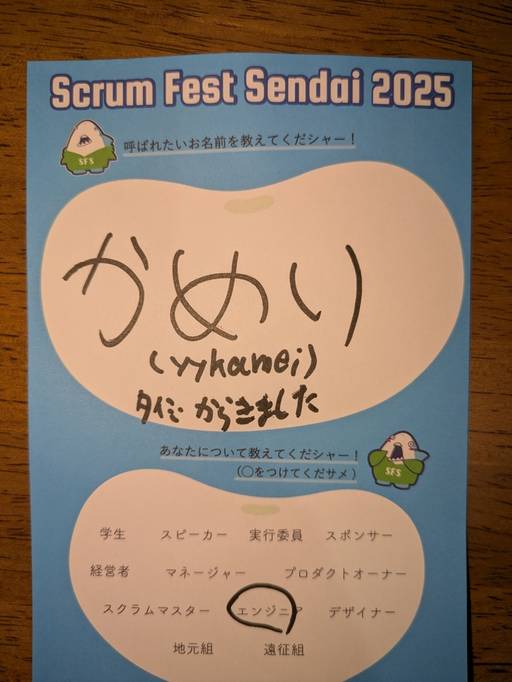 Scrum Fest Sendai 2025
呼ばれたいお名前を教えてくだシャー！
SFS
かめい
(yykamei)
からきました
あなたについて教えてくだシャー！
（○をつけてくだサメ）
SFS
学生 スピーカー 実行委員 スポンサー
経営者 マネージャー プロダクトオーナー
スクラムマスター エンジニア デザイナー
地元組 遠征組